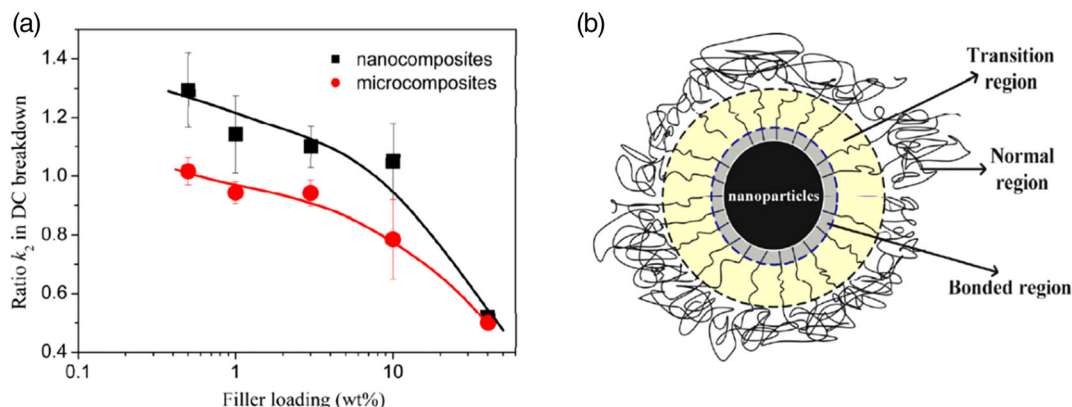 (a)
Ratio k2 in DC breakdown
1.4
1.2
1.0
0.8
0.6
0.4
nanocomposites
microcomposites
0.1
1
10
Filler loading (wt%)
(b)
Transition
region
Normal
region
nanoparticles
Bonded region